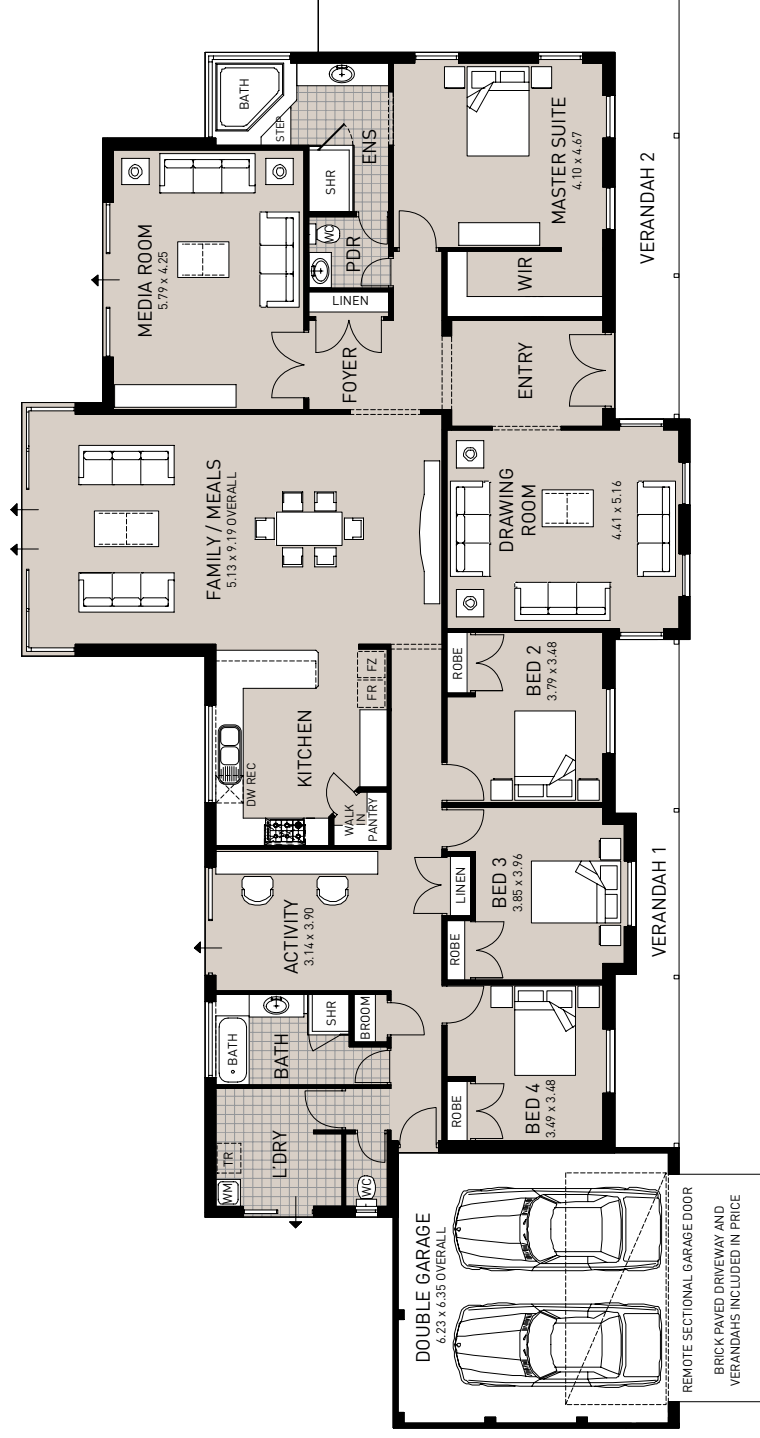 BATH
STEP
ENS
SHR
MASTER SUITE
4.10 x 4.67
VERANDAH 2
MEDIA ROOM
5.79 x 4.25
WC
PDR
WIR
LINEN
FOYER
ENTRY
FAMILY / MEALS
5.13 x 9.19 OVERALL
DRAWING
ROOM
4.41 x 5.16
ROBE
BED 2
3.79 x 3.48
FZ
FR
KITCHEN
DW REC
WALK
IN
PANTRY
ACTIVITY
3.14 x 3.90
LINEN
BED 3
3.85 x 3.96
ROBE
VERANDAH 1
BATH
BATH
SHR
BROOM
ROBE
BED 4
3.49 x 3.48
L'DRY
TR
WM
WC
DOUBLE GARAGE
6.23 x 6.35 OVERALL
REMOTE SECTIONAL GARAGE DOOR
BRICK PAVED DRIVEWAY AND
VERANDAHS INCLUDED IN PRICE